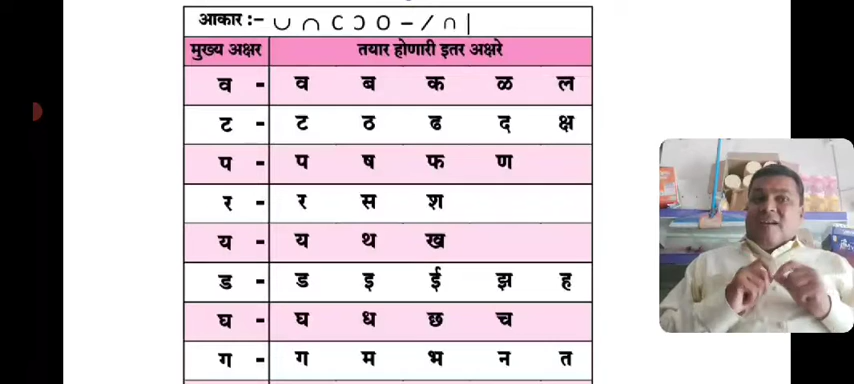 आकार :– ∪ ∩ C Ɔ O – / ∩ |
मुख्य अक्षर तयार होणारी इतर अक्षरे
व - व ब क ळ ल
ट - ट ठ ढ द क्ष
प - प ष फ ण
र - र स श
य - य थ ख
ड - ड इ ई झ ह
घ - घ ध छ च
ग - ग म भ न त